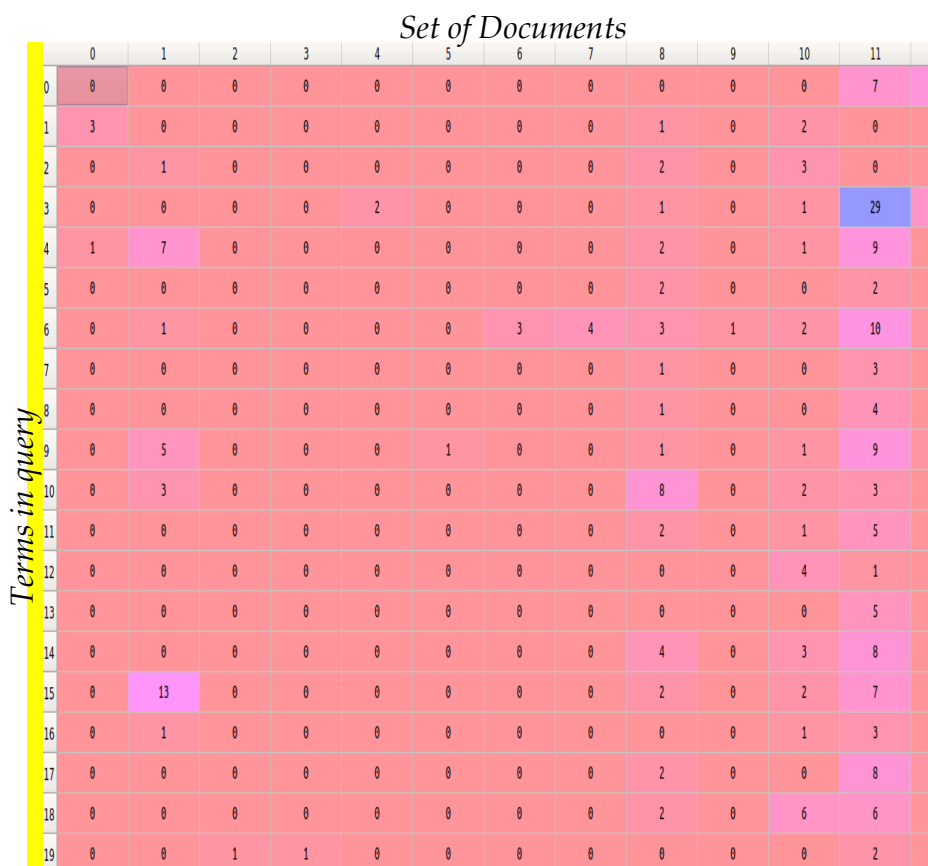 Set of Documents
0 1 2 3 4 5 6 7 8 9 10 11
0 0 0 0 0 0 0 0 0 0 0 0 7
1 3 0 0 0 0 0 0 0 1 0 2 0
2 0 1 0 0 0 0 0 0 2 0 3 0
3 0 0 0 0 2 0 0 0 1 0 1 29
4 1 7 0 0 0 0 0 0 2 0 1 9
5 0 0 0 0 0 0 0 0 2 0 0 2
6 0 1 0 0 0 0 3 4 3 1 2 10
7 0 0 0 0 0 0 0 0 1 0 0 3
8 0 0 0 0 0 0 0 0 1 0 0 4
9 0 5 0 0 0 1 0 0 1 0 1 9
10 0 3 0 0 0 0 0 0 8 0 2 3
11 0 0 0 0 0 0 0 0 2 0 1 5
12 0 0 0 0 0 0 0 0 0 0 4 1
13 0 0 0 0 0 0 0 0 0 0 0 5
14 0 0 0 0 0 0 0 0 4 0 3 8
15 0 13 0 0 0 0 0 0 2 0 2 7
16 0 1 0 0 0 0 0 0 0 0 1 3
17 0 0 0 0 0 0 0 0 2 0 0 8
18 0 0 0 0 0 0 0 0 2 0 6 6
19 0 0 1 1 0 0 0 0 0 0 0 2
Terms in query